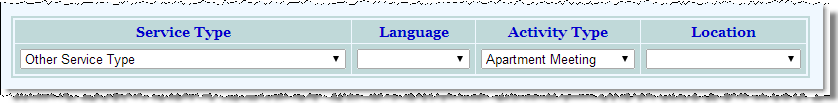 Service Type Language Activity Type Location
Other Service Type Apartment Meeting